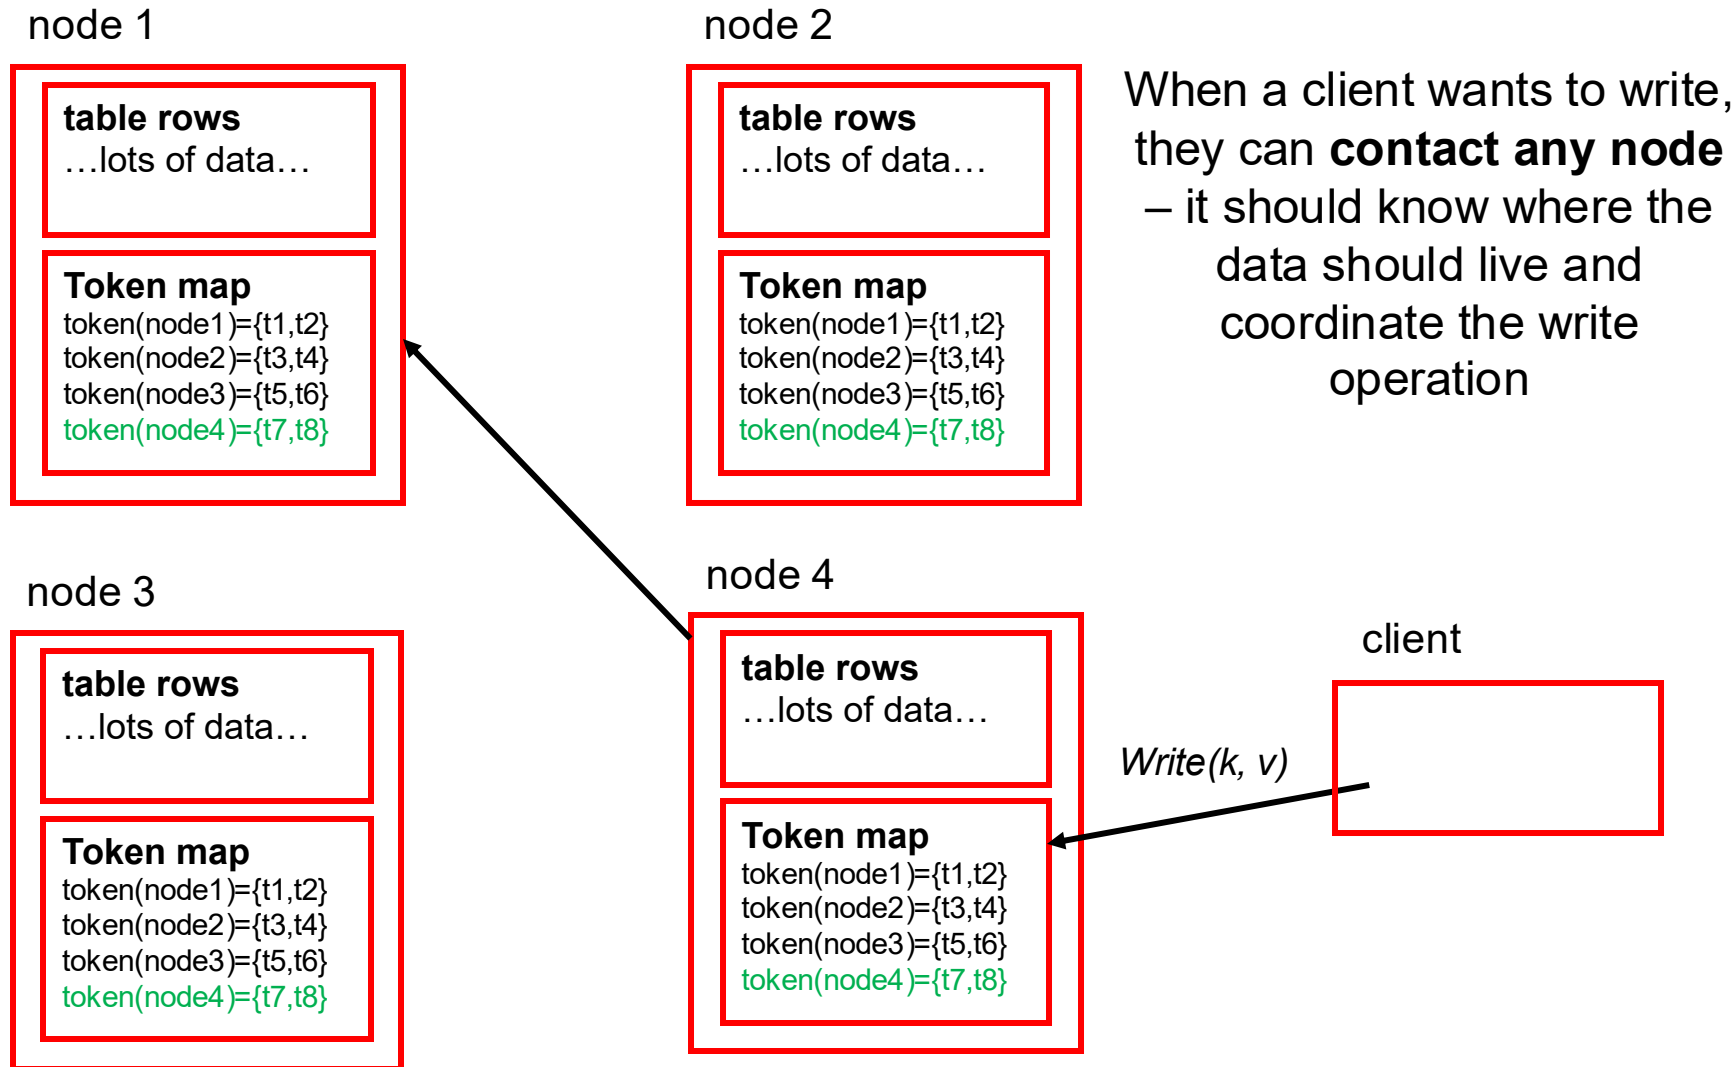 node 1
table rows
…lots of data…
Token map
token(node1)={t1,t2}
token(node2)={t3,t4}
token(node3)={t5,t6}
token(node4)={t7,t8}
node 2
table rows
…lots of data…
Token map
token(node1)={t1,t2}
token(node2)={t3,t4}
token(node3)={t5,t6}
token(node4)={t7,t8}
When a client wants to write,
they can contact any node
– it should know where the
data should live and
coordinate the write
operation
node 3
table rows
…lots of data…
Token map
token(node1)={t1,t2}
token(node2)={t3,t4}
token(node3)={t5,t6}
token(node4)={t7,t8}
node 4
table rows
…lots of data…
Token map
token(node1)={t1,t2}
token(node2)={t3,t4}
token(node3)={t5,t6}
token(node4)={t7,t8}
Write(k, v)
client